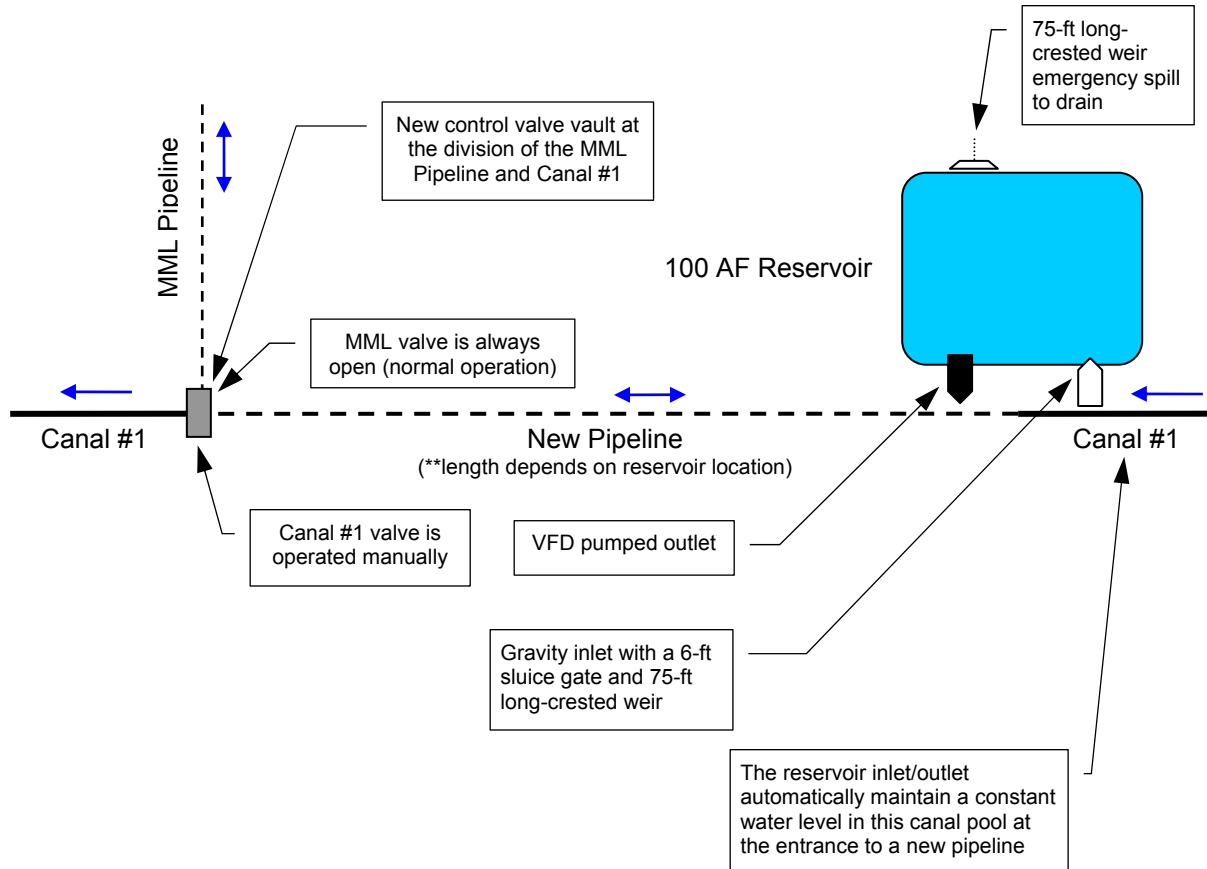 75-ft long-
crested weir
emergency spill
to drain
New control valve vault at
the division of the MML
Pipeline and Canal #1
MML Pipeline
100 AF Reservoir
MML valve is always
open (normal operation)
Canal #1
New Pipeline
(**length depends on reservoir location)
Canal #1
Canal #1 valve is
operated manually
VFD pumped outlet
Gravity inlet with a 6-ft
sluice gate and 75-ft
long-crested weir
The reservoir inlet/outlet
automatically maintain a constant
water level in this canal pool at
the entrance to a new pipeline